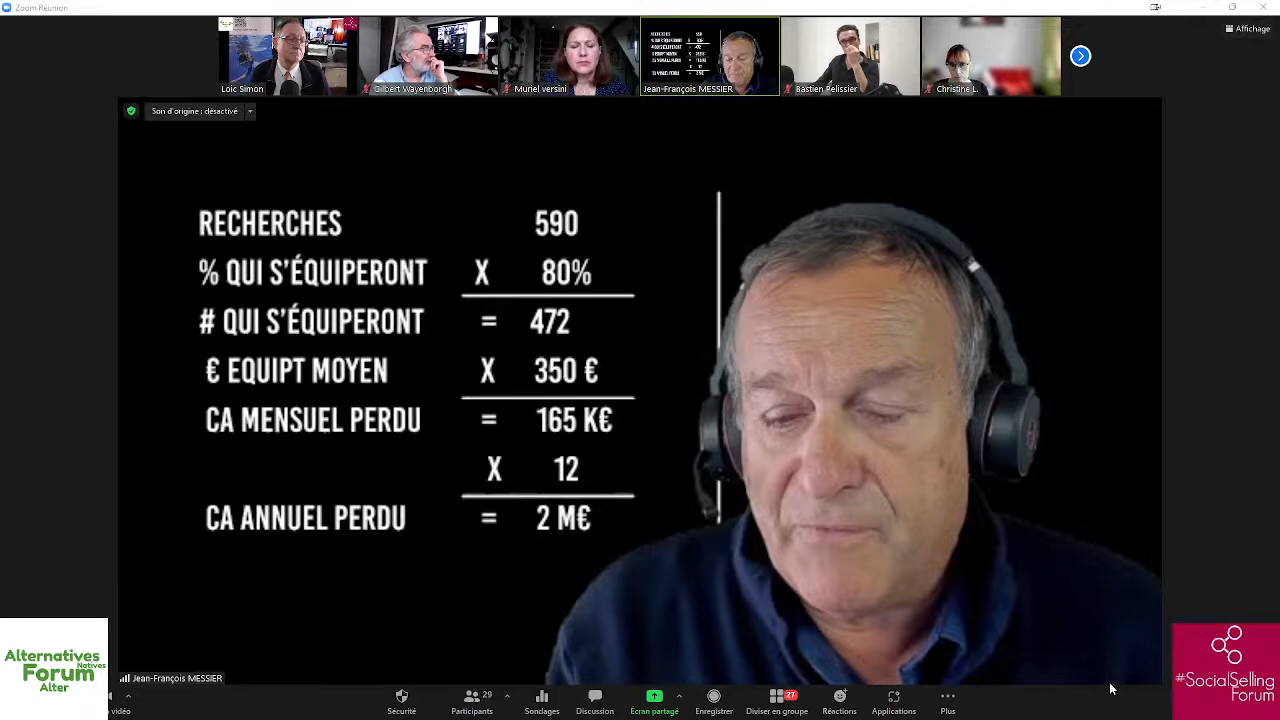 Zoom Réunion
Affichage
Loic Simon
Gilbert Wayenborgh
Muriel versini
Jean-François MESSIER
Bastien Pelissier
Christine L.
Son d'origine : désactivé
RECHERCHES 590
% QUI S'ÉQUIPERONT X 80%
# QUI S'ÉQUIPERONT = 472
€ EQUIPT MOYEN X 350 €
CA MENSUEL PERDU = 165 K€
X 12
CA ANNUEL PERDU = 2 M€
Alternatives
Natives
Forum
Alter
#SocialSelling
Forum
Jean-François MESSIER
vidéo
Sécurité
Participants 29
Sondages
Discussion
Écran partagé
Enregistrer
Diviser en groupe 27
Réactions
Applications
Plus